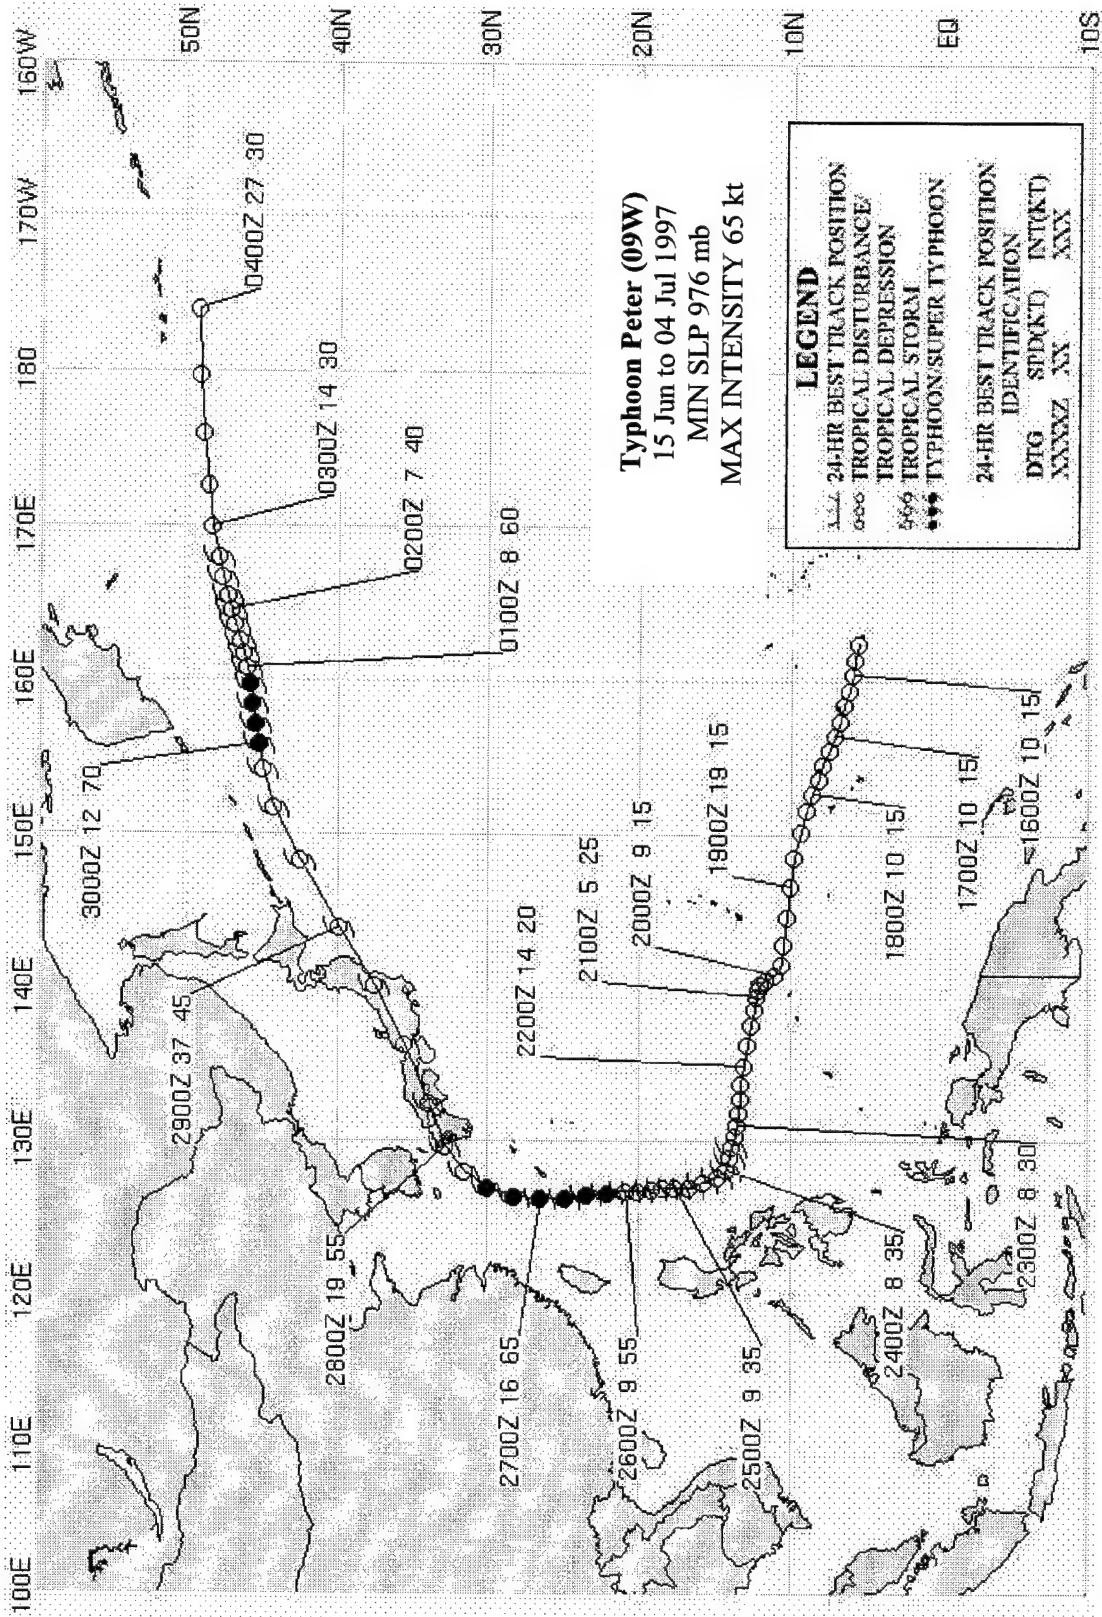 Typhoon Peter (09W)
15 Jun to 04 Jul 1997
MIN SLP 976 mb
MAX INTENSITY 65 kt
LEGEND
24-HR BEST TRACK POSITION
TROPICAL DISTURBANCE/
TROPICAL DEPRESSION
TROPICAL STORM
TYPHOON/SUPER TYPHOON
24-HR BEST TRACK POSITION
IDENTIFICATION
DTG SPD(KT) INT(KT)
XXXXZ XX XXX
100E 110E 120E 130E 140E 150E 160E 170E 180 170W 160W
50N
40N
30N
20N
10N
EQ
10S
0400Z 27 30
0300Z 14 30
0200Z 7 40
0100Z 8 60
3000Z 12 70
2900Z 37 45
2800Z 19 55
2700Z 16 65
2600Z 9 55
2500Z 9 35
2400Z 8 35
2300Z 8 30
2200Z 14 20
2100Z 5 25
2000Z 9 15
1900Z 19 15
1800Z 10 15
1700Z 10 15
1600Z 10 15